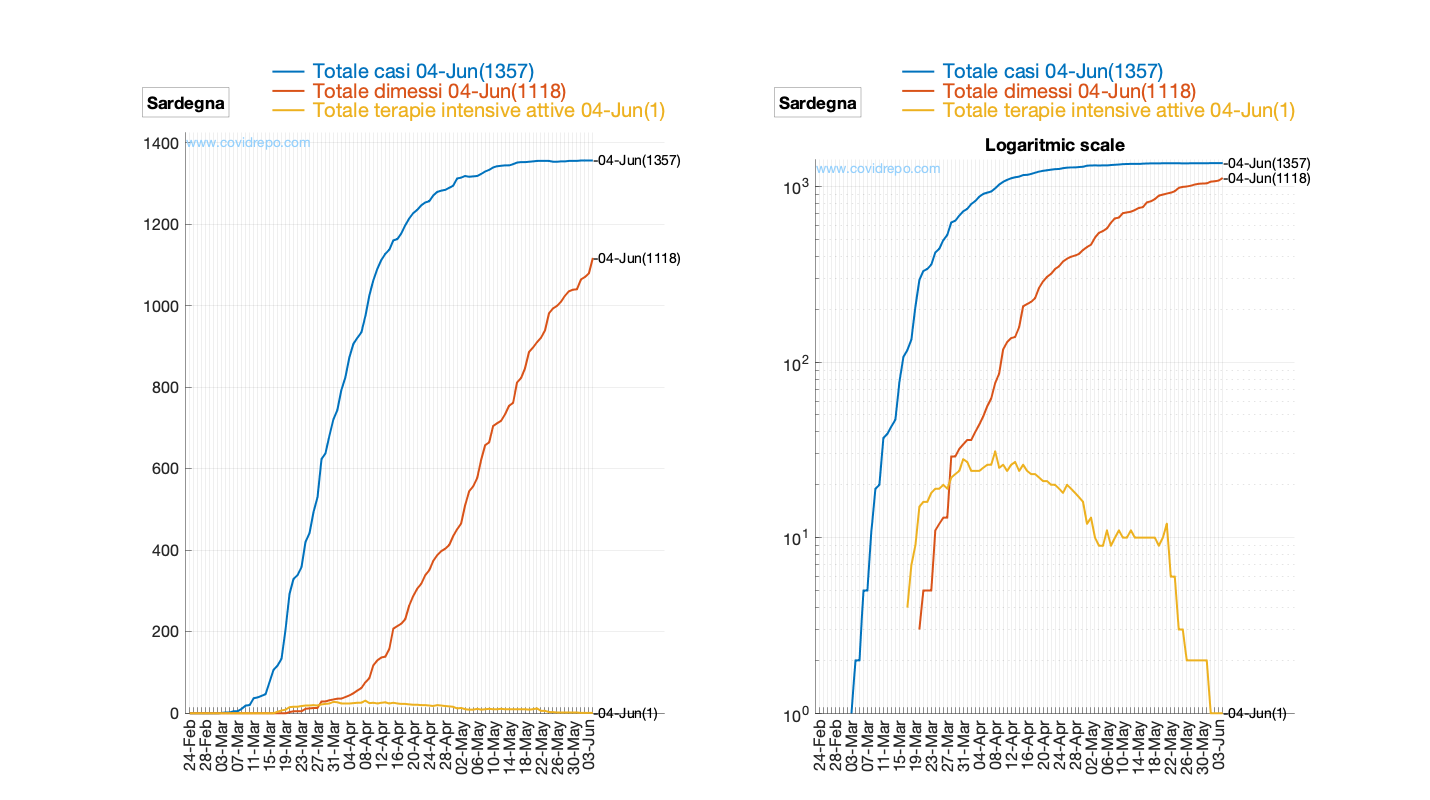 Totale casi 04-Jun(1357)
Totale dimessi 04-Jun(1118)
Totale terapie intensive attive 04-Jun(1)
Sardegna
www.covidrepo.com
1400
1200
1000
800
600
400
200
0
04-Jun(1357)
04-Jun(1118)
04-Jun(1)
24-Feb
28-Feb
03-Mar
07-Mar
11-Mar
15-Mar
19-Mar
23-Mar
27-Mar
31-Mar
04-Apr
08-Apr
12-Apr
16-Apr
20-Apr
24-Apr
28-Apr
02-May
06-May
10-May
14-May
18-May
22-May
26-May
30-May
03-Jun
Totale casi 04-Jun(1357)
Totale dimessi 04-Jun(1118)
Totale terapie intensive attive 04-Jun(1)
Sardegna
Logaritmic scale
www.covidrepo.com
10³
10²
10¹
10⁰
04-Jun(1357)
04-Jun(1118)
04-Jun(1)
24-Feb
28-Feb
03-Mar
07-Mar
11-Mar
15-Mar
19-Mar
23-Mar
27-Mar
31-Mar
04-Apr
08-Apr
12-Apr
16-Apr
20-Apr
24-Apr
28-Apr
02-May
06-May
10-May
14-May
18-May
22-May
26-May
30-May
03-Jun